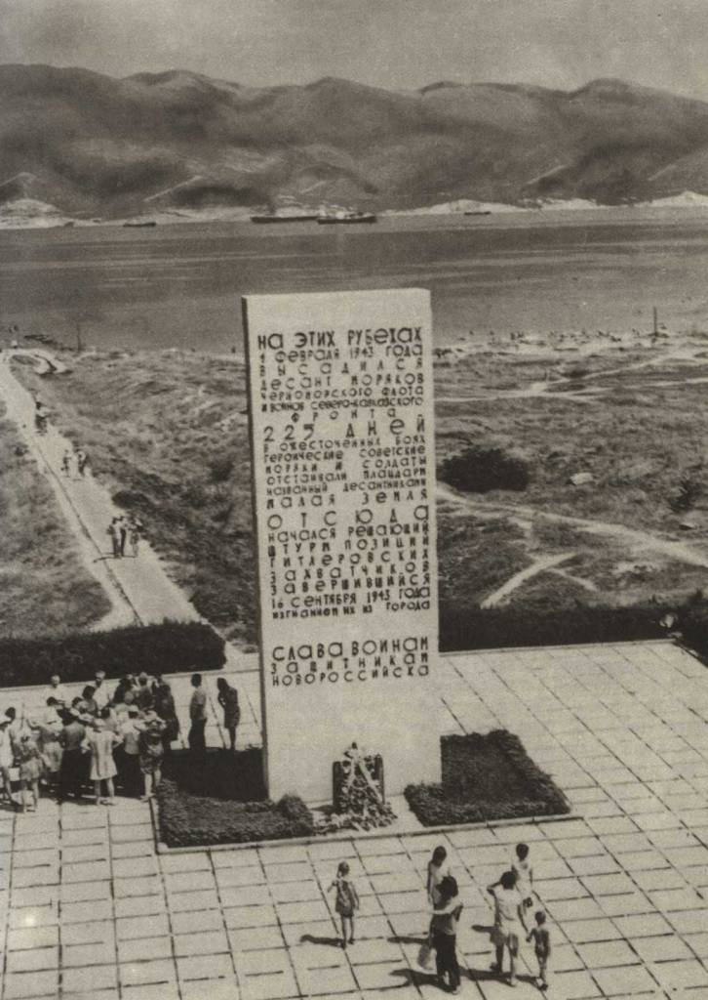 НА ЭТИХ РУБЕЖАХ
4 ФЕВРАЛЯ 1943 ГОДА
ВЫСАДИЛСЯ
ДЕСАНТ МОРЯКОВ
ЧЕРНОМОРСКОГО ФЛОТА
И ВОИНОВ СЕВЕРО-КАВКАЗСКОГО
ФРОНТА
225 ДНЕЙ
В ОЖЕСТОЧЕННЫХ БОЯХ
ГЕРОИЧЕСКИЕ СОВЕТСКИЕ
МОРЯКИ И СОЛДАТЫ
ОТСТАИВАЛИ ПЛАЦДАРМ
НАЗВАННЫЙ ДЕСАНТНИКАМИ
МАЛАЯ ЗЕМЛЯ
ОТСЮДА
НАЧАЛСЯ РЕШАЮЩИЙ
ШТУРМ ПОЗИЦИЙ
ГИТЛЕРОВСКИХ
ЗАХВАТЧИКОВ
ЗАВЕРШИВШИЙСЯ
16 СЕНТЯБРЯ 1943 ГОДА
ИЗГНАНИЕМ ИХ ИЗ ГОРОДА
СЛАВА ВОИНАМ
ЗАЩИТНИКАМ
НОВОРОССИЙСКА